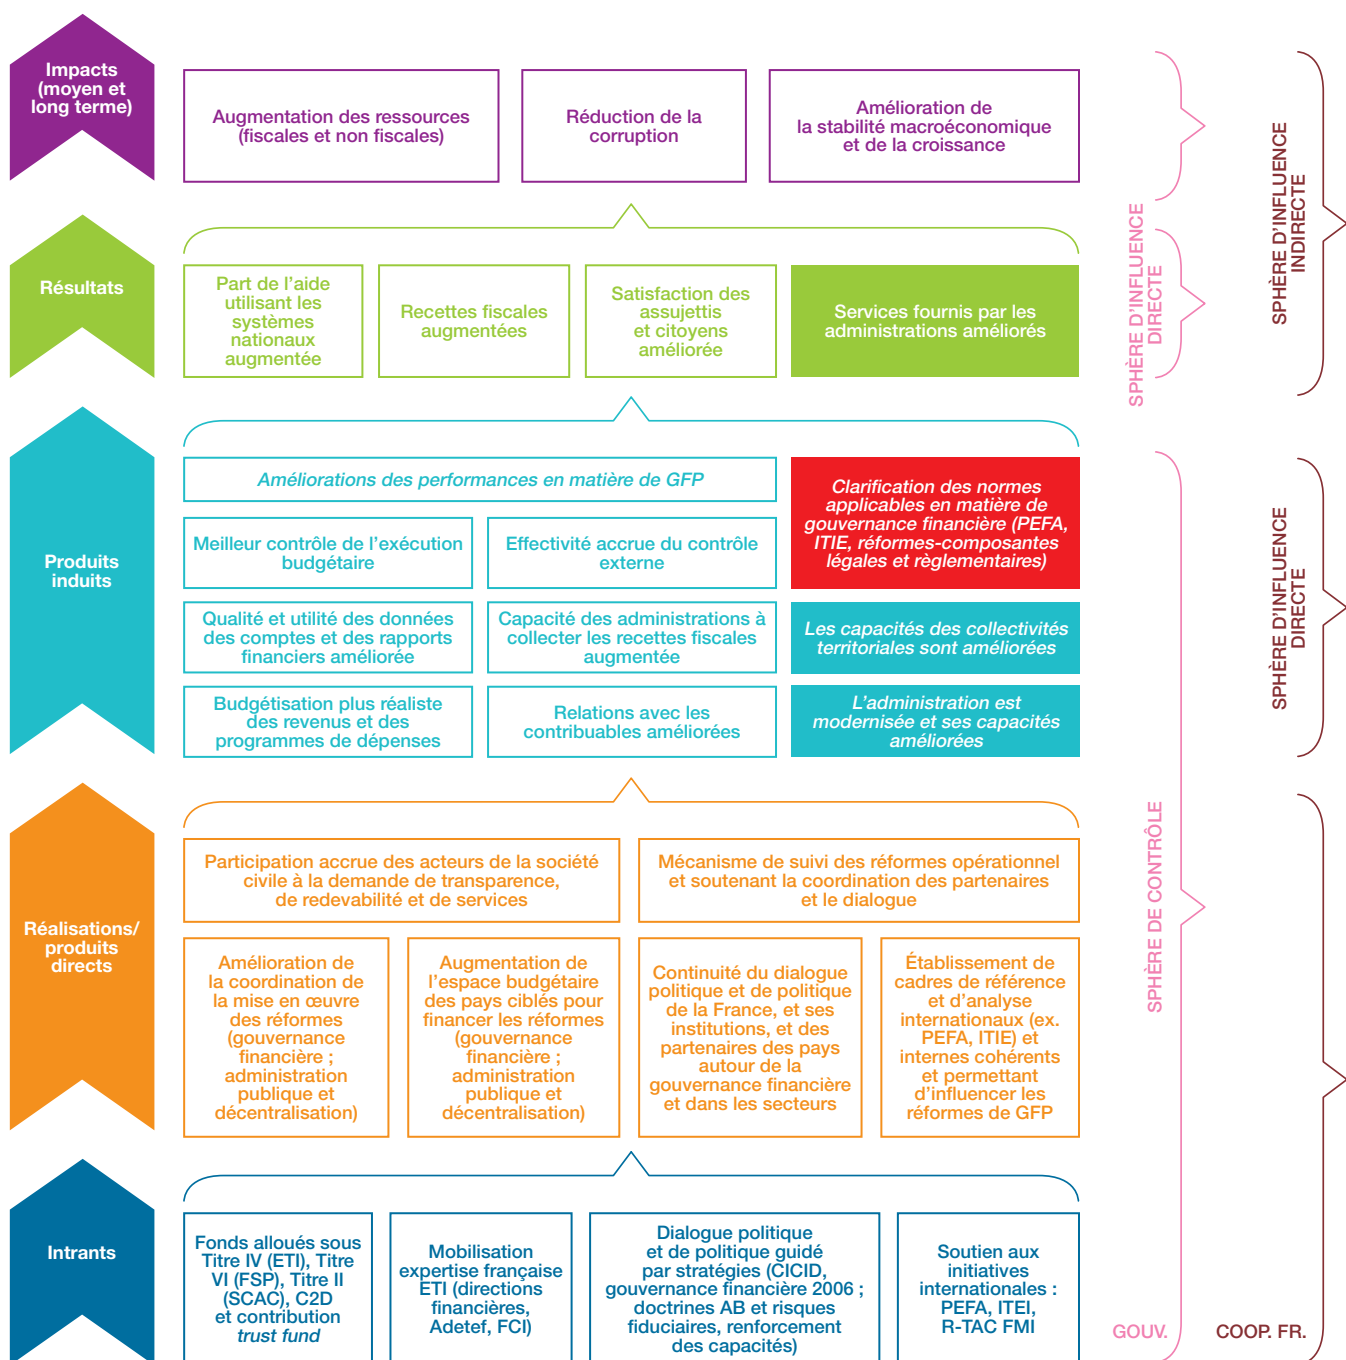 Impacts
(moyen et
long terme)
Augmentation des ressources
(fiscales et non fiscales)
Réduction de la
corruption
Amélioration de
la stabilité macroéconomique
et de la croissance
Résultats
Part de l'aide
utilisant les
systèmes
nationaux
augmentée
Recettes fiscales
augmentées
Satisfaction des
assujettis
et citoyens
améliorée
Services fournis par les
administrations améliorés
Produits
induits
Améliorations des performances en matière de GFP
Meilleur contrôle de l'exécution
budgétaire
Effectivité accrue du contrôle
externe
Qualité et utilité des données
des comptes et des rapports
financiers améliorée
Capacité des administrations à
collecter les recettes fiscales
augmentée
Budgétisation plus réaliste
des revenus et des
programmes de dépenses
Relations avec les
contribuables améliorées
Clarification des normes
applicables en matière de
gouvernance financière (PEFA,
ITIE, réformes-composantes
légales et règlementaires)
Les capacités des collectivités
territoriales sont améliorées
L'administration est
modernisée et ses capacités
améliorées
Réalisations/
produits
directs
Participation accrue des acteurs de la société
civile à la demande de transparence,
de redevabilité et de services
Mécanisme de suivi des réformes opérationnel
et soutenant la coordination des partenaires
et le dialogue
Amélioration de
la coordination de
la mise en œuvre
des réformes
(gouvernance
financière ;
administration
publique et
décentralisation)
Augmentation de
l'espace budgétaire
des pays ciblés pour
financer les réformes
(gouvernance
financière ;
administration
publique et
décentralisation)
Continuité du dialogue
politique et de politique
de la France, et ses
institutions, et des
partenaires des pays
autour de la
gouvernance financière
et dans les secteurs
Établissement de
cadres de référence
et d'analyse
internationaux (ex.
PEFA, ITIE) et
internes cohérents
et permettant
d'influencer les
réformes de GFP
Intrants
Fonds alloués sous
Titre IV (ETI), Titre
VI (FSP), Titre II
(SCAC), C2D
et contribution
trust fund
Mobilisation
expertise française
ETI (directions
financières,
Adetef, FCI)
Dialogue politique
et de politique guidé
par stratégies (CICID,
gouvernance financière 2006 ;
doctrines AB et risques
fiduciaires, renforcement
des capacités)
Soutien aux
initiatives
internationales :
PEFA, ITEI,
R-TAC FMI
SPHÈRE D'INFLUENCE
DIRECTE
SPHÈRE DE CONTRÔLE
GOUV.
SPHÈRE D'INFLUENCE
INDIRECTE
SPHÈRE D'INFLUENCE
DIRECTE
COOP. FR.